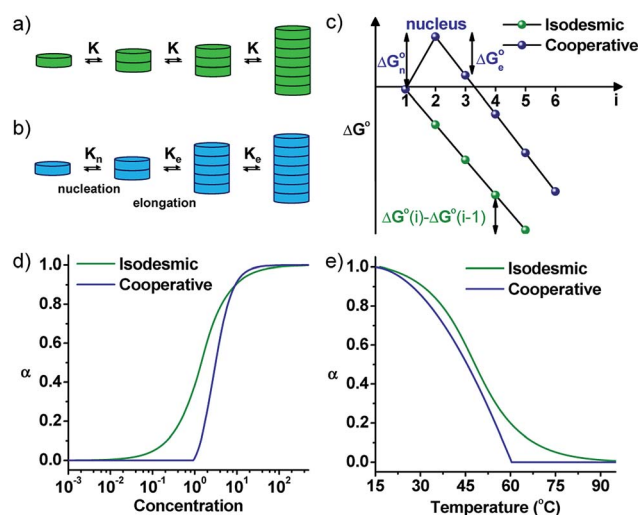 a)
K K K
b)
Kₙ Kₑ Kₑ
nucleation
elongation
c)
nucleus
Isodesmic
Cooperative
ΔG°ₙ
ΔG°ₑ
1 2 3 4 5 6 i
ΔG°
ΔG°(i)-ΔG°(i-1)
d)
Isodesmic
Cooperative
1.0
0.8
0.6
α
0.4
0.2
0.0
10⁻³ 10⁻² 10⁻¹ 10⁰ 10¹ 10²
Concentration
e)
Isodesmic
Cooperative
1.0
0.8
0.6
α
0.4
0.2
0.0
15 30 45 60 75 90
Temperature (°C)